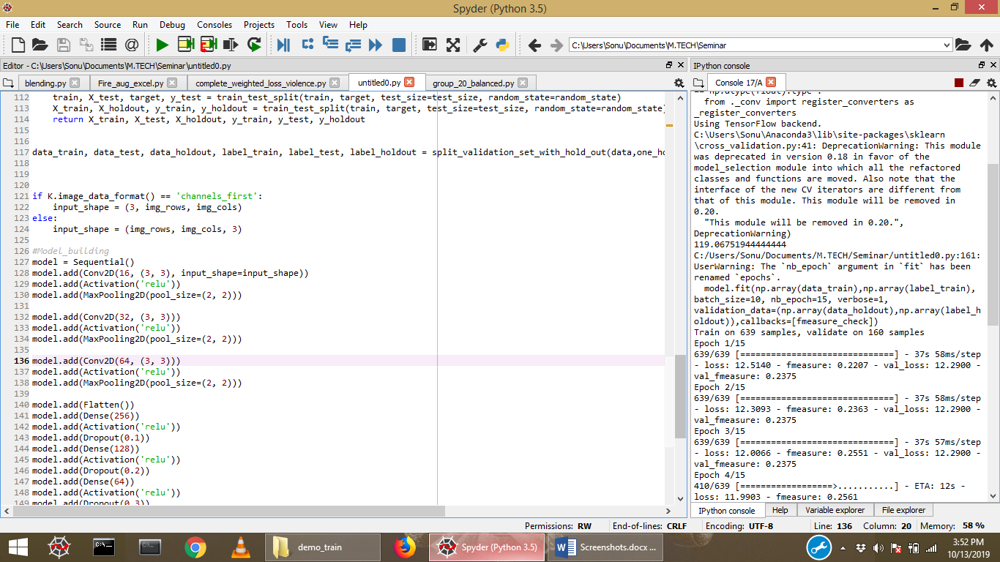 Spyder (Python 3.5)
File Edit Search Source Run Debug Consoles Projects Tools View Help
C:\Users\Sonu\Documents\M.TECH\Seminar
Editor - C:\Users\Sonu\Documents\M.TECH\Seminar\untitled0.py
blending.py Fire_aug_excel.py complete_weighted_loss_violence.py untitled0.py group_20_balanced.py
112 train, X_test, target, y_test = train_test_split(train, target, test_size=test_size, random_state=random_state)
113 X_train, X_holdout, y_train, y_holdout = train_test_split(train, target, test_size=test_size, random_state=random_state)
114 return X_train, X_test, X_holdout, y_train, y_test, y_holdout
115
116
117 data_train, data_test, data_holdout, label_train, label_test, label_holdout = split_validation_set_with_hold_out(data,one_ho
118
119
120
121 if K.image_data_format() == 'channels_first':
122 input_shape = (3, img_rows, img_cols)
123 else:
124 input_shape = (img_rows, img_cols, 3)
125
126 #Model_building
127 model = Sequential()
128 model.add(Conv2D(16, (3, 3), input_shape=input_shape))
129 model.add(Activation('relu'))
130 model.add(MaxPooling2D(pool_size=(2, 2)))
131
132 model.add(Conv2D(32, (3, 3)))
133 model.add(Activation('relu'))
134 model.add(MaxPooling2D(pool_size=(2, 2)))
135
136 model.add(Conv2D(64, (3, 3)))
137 model.add(Activation('relu'))
138 model.add(MaxPooling2D(pool_size=(2, 2)))
139
140 model.add(Flatten())
141 model.add(Dense(256))
142 model.add(Activation('relu'))
143 model.add(Dropout(0.1))
144 model.add(Dense(128))
145 model.add(Activation('relu'))
146 model.add(Dropout(0.2))
147 model.add(Dense(64))
148 model.add(Activation('relu'))
149 model.add(Dropout(0.3))
IPython console
Console 17/A
== np.dtype(float).type`.
from ._conv import register_converters as
_register_converters
Using TensorFlow backend.
C:\Users\Sonu\Anaconda3\lib\site-packages\sklearn
\cross_validation.py:41: DeprecationWarning: This module
was deprecated in version 0.18 in favor of the
model_selection module into which all the refactored
classes and functions are moved. Also note that the
interface of the new CV iterators are different from
that of this module. This module will be removed in
0.20.
"This module will be removed in 0.20.",
DeprecationWarning)
119.06751944444444
C:/Users/Sonu/Documents/M.TECH/Seminar/untitled0.py:161:
UserWarning: The `nb_epoch` argument in `fit` has been
renamed `epochs`.
model.fit(np.array(data_train),np.array(label_train),
batch_size=10, nb_epoch=15, verbose=1,
validation_data=(np.array(data_holdout),np.array(label_h
oldout)),callbacks=[fmeasure_check])
Train on 639 samples, validate on 160 samples
Epoch 1/15
639/639 [==============================] - 37s 58ms/step
- loss: 12.5140 - fmeasure: 0.2207 - val_loss: 12.2900 -
val_fmeasure: 0.2375
Epoch 2/15
639/639 [==============================] - 37s 58ms/step
- loss: 12.3093 - fmeasure: 0.2363 - val_loss: 12.2900 -
val_fmeasure: 0.2375
Epoch 3/15
639/639 [==============================] - 37s 57ms/step
- loss: 12.0066 - fmeasure: 0.2551 - val_loss: 12.2900 -
val_fmeasure: 0.2375
Epoch 4/15
410/639 [==================>...........] - ETA: 12s -
loss: 11.9903 - fmeasure: 0.2561
IPython console Help Variable explorer File explorer
Permissions: RW End-of-lines: CRLF Encoding: UTF-8 Line: 136 Column: 20 Memory: 58 %
demo_train Spyder (Python 3.5) Screenshots.docx ...
3:52 PM
10/13/2019